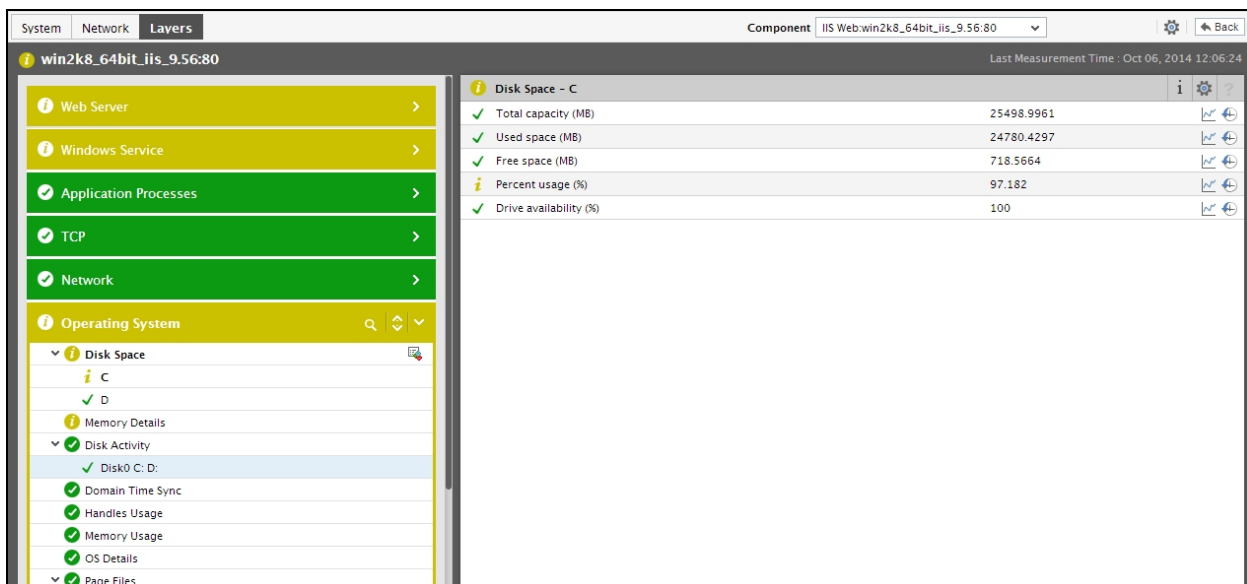 System Network Layers Component IIS Web:win2k8_64bit_iis_9.56:80 Back
win2k8_64bit_iis_9.56:80 Last Measurement Time : Oct 06, 2014 12:06:24
Web Server
Windows Service
Application Processes
TCP
Network
Operating System
Disk Space
C
D
Memory Details
Disk Activity
Disk0 C: D:
Domain Time Sync
Handles Usage
Memory Usage
OS Details
Page Files
Disk Space - C
Total capacity (MB) 25498.9961
Used space (MB) 24780.4297
Free space (MB) 718.5664
Percent usage (%) 97.182
Drive availability (%) 100